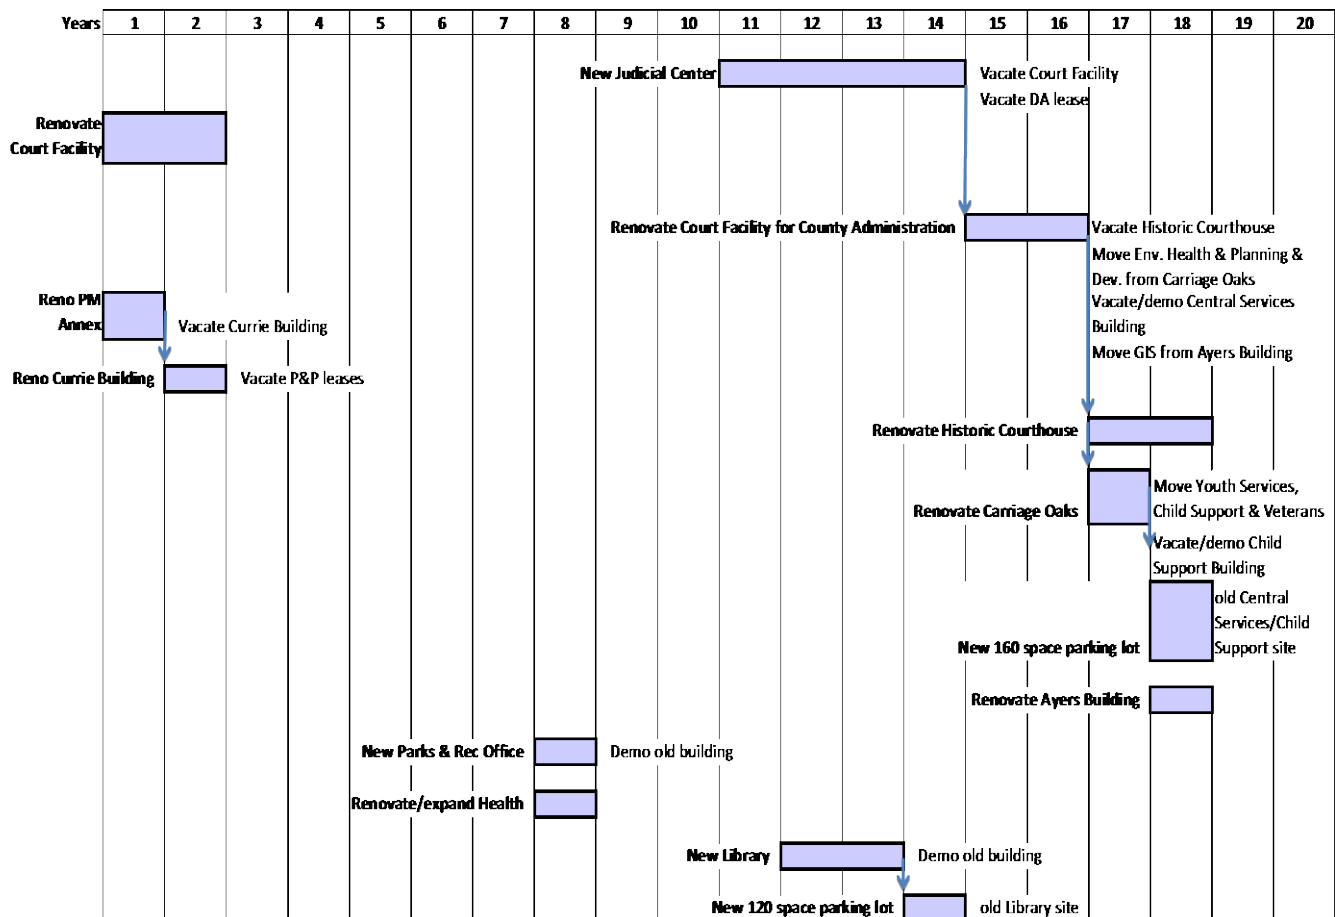 Years 1 2 3 4 5 6 7 8 9 10 11 12 13 14 15 16 17 18 19 20
New Judicial Center Vacate Court Facility
Vacate DA lease
Renovate
Court Facility
Renovate Court Facility for County Administration Vacate Historic Courthouse
Move Env. Health & Planning &
Dev. from Carriage Oaks
Reno PM
Annex
Vacate/demo Central Services
Building
Vacate Currie Building
Move GIS from Ayers Building
Reno Currie Building Vacate P&P leases
Renovate Historic Courthouse
Renovate Carriage Oaks
Move Youth Services,
Child Support & Veterans
Vacate/demo Child
Support Building
New 160 space parking lot
old Central
Services/Child
Support site
Renovate Ayers Building
New Parks & Rec Office Demo old building
Renovate/expand Health
New Library Demo old building
New 120 space parking lot old Library site